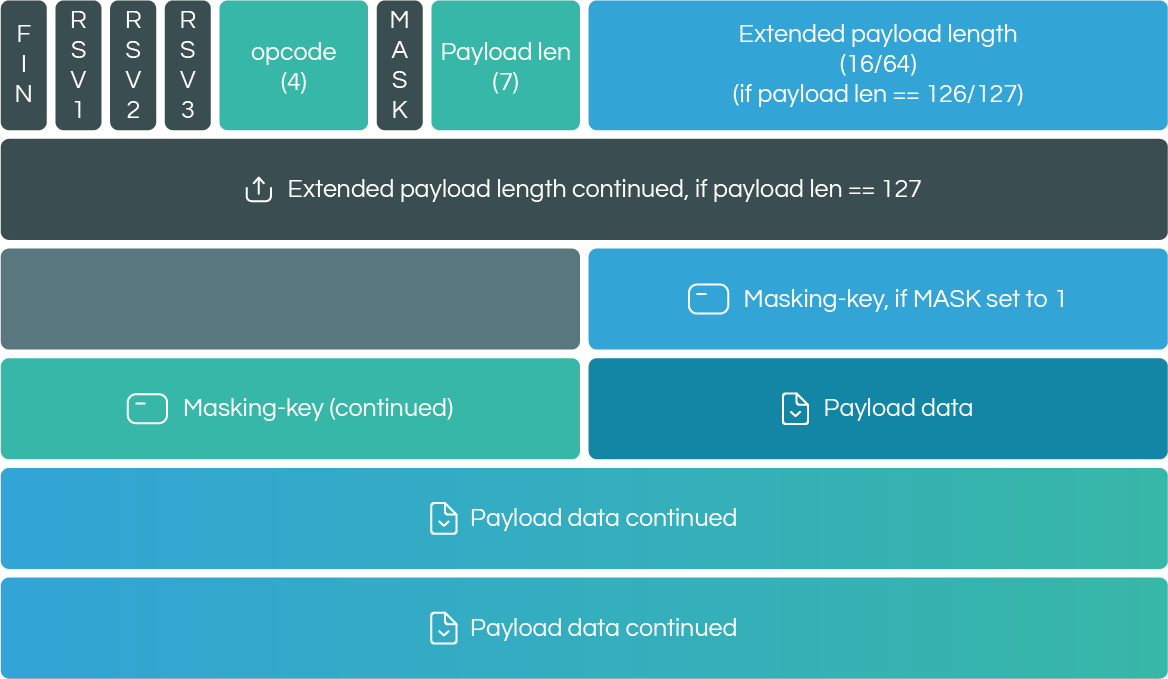 FIN
RSV1
RSV2
RSV3
opcode
(4)
MASK
Payload len
(7)
Extended payload length
(16/64)
(if payload len == 126/127)
Extended payload length continued, if payload len == 127
Masking-key, if MASK set to 1
Masking-key (continued)
Payload data
Payload data continued
Payload data continued